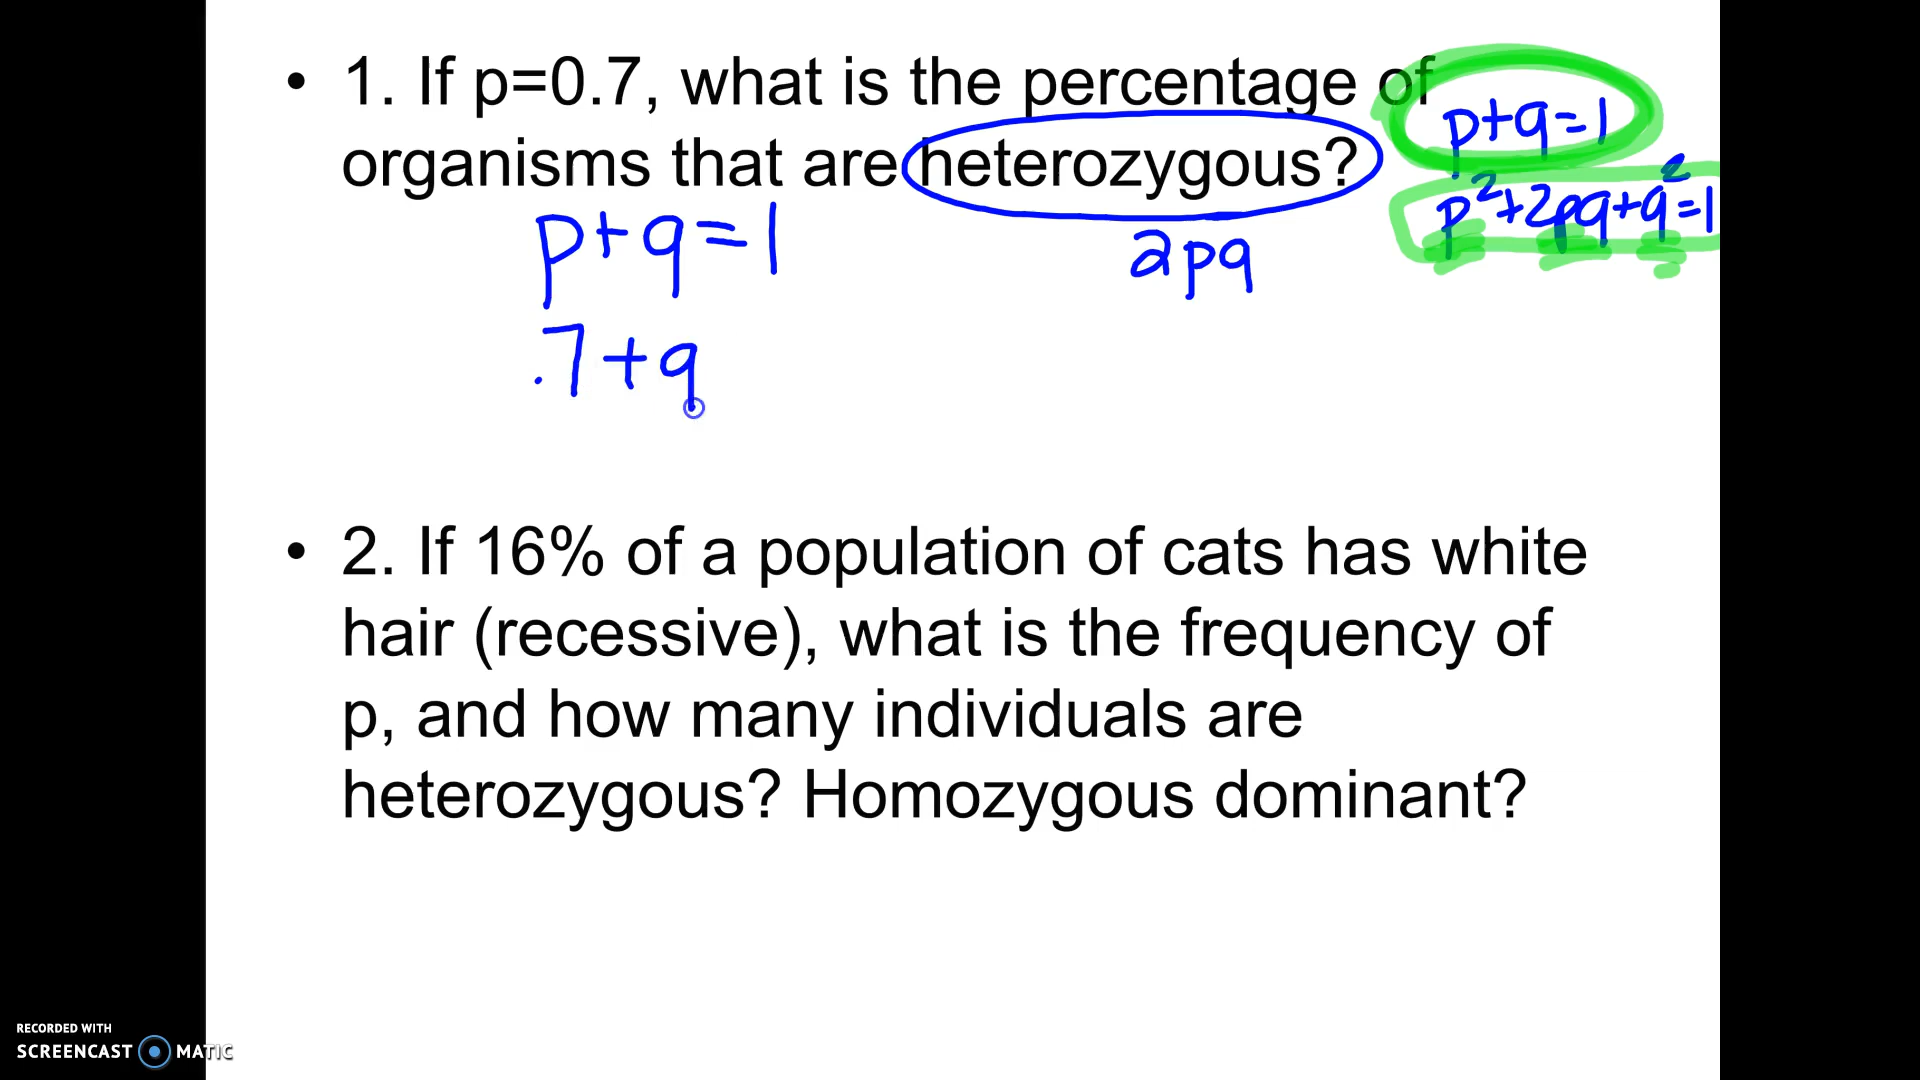 • 1. If p=0.7, what is the percentage of
organisms that are heterozygous?
p+q=1
p²+2pq+q²=1
p+q=1
2pq
.7+q
• 2. If 16% of a population of cats has white
hair (recessive), what is the frequency of
p, and how many individuals are
heterozygous? Homozygous dominant?
RECORDED WITH
SCREENCAST MATIC